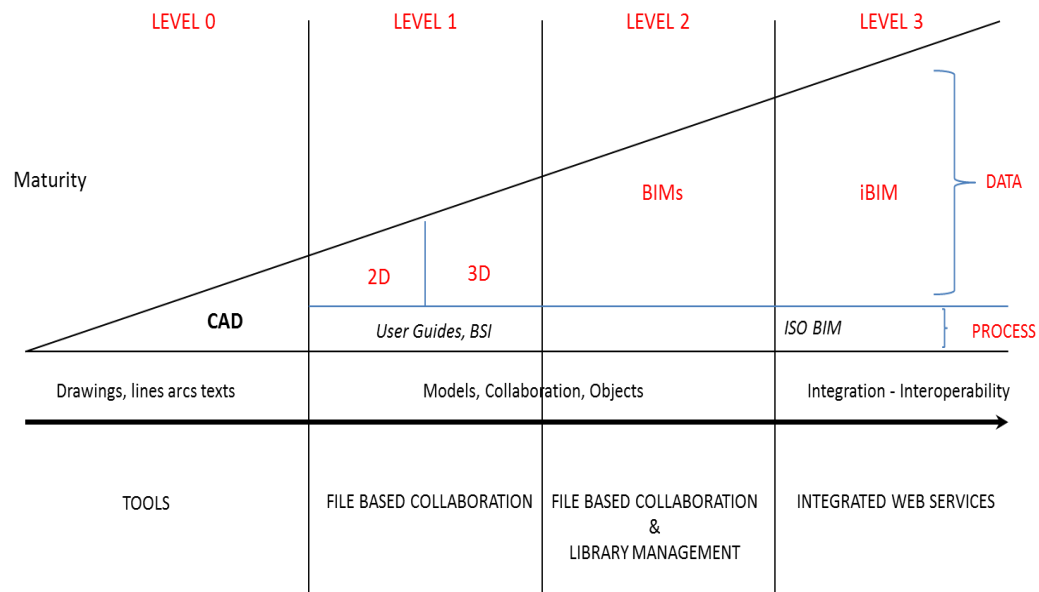 LEVEL 0
LEVEL 1
LEVEL 2
LEVEL 3
Maturity
BIMs
iBIM
DATA
2D
3D
CAD
User Guides, BSI
ISO BIM
PROCESS
Drawings, lines arcs texts
Models, Collaboration, Objects
Integration - Interoperability
TOOLS
FILE BASED COLLABORATION
FILE BASED COLLABORATION
&
LIBRARY MANAGEMENT
INTEGRATED WEB SERVICES